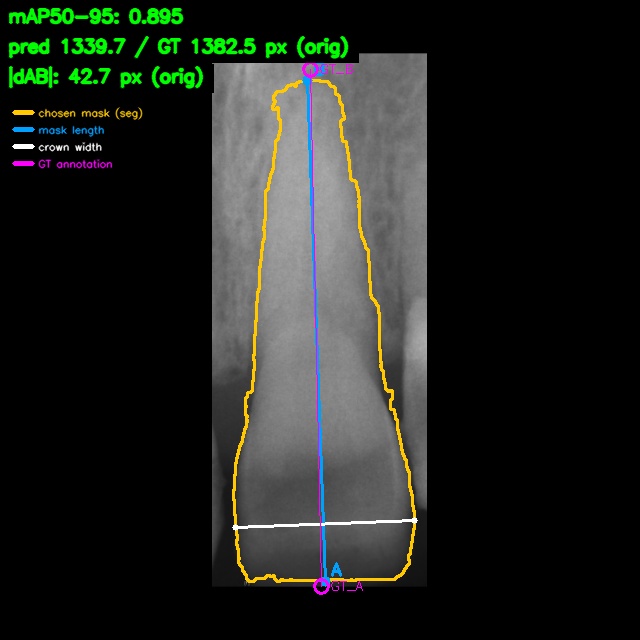 mAP50-95: 0.895
pred 1339.7 / GT 1382.5 px (orig)
|dAB|: 42.7 px (orig)
chosen mask (seg)
mask length
crown width
GT annotation
A
GT_A